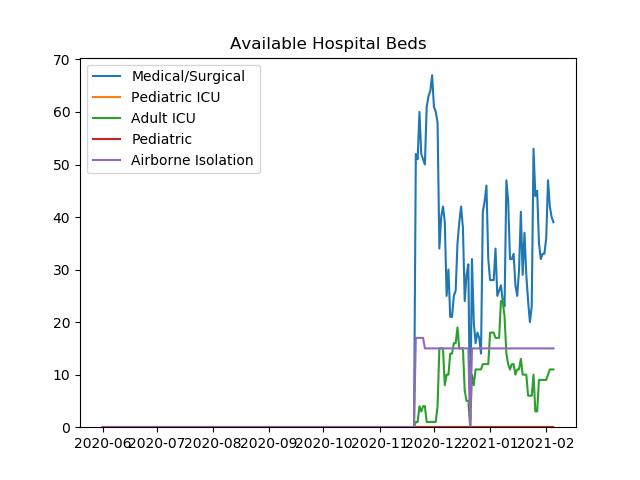 Available Hospital Beds
70
60
50
40
30
20
10
0
Medical/Surgical
Pediatric ICU
Adult ICU
Pediatric
Airborne Isolation
2020-06 2020-07 2020-08 2020-09 2020-10 2020-11 2020-12 2021-01 2021-02